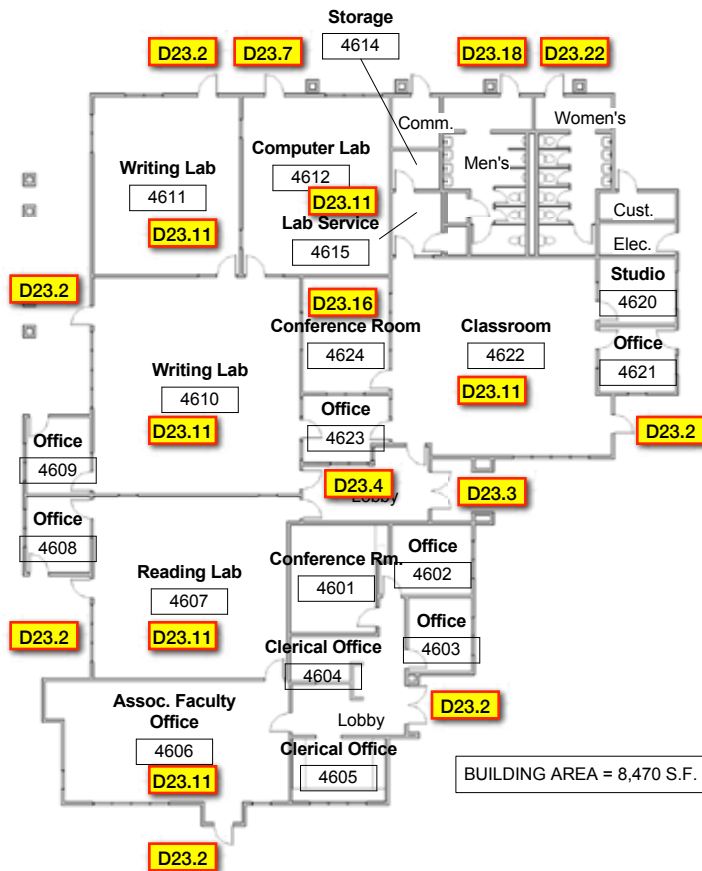 Storage
4614
D23.2
D23.7
D23.18
D23.22
Comm.
Women's
Men's
Writing Lab
4611
D23.11
Computer Lab
4612
D23.11
Lab Service
4615
Cust.
Elec.
Studio
4620
D23.2
D23.16
Conference Room
4624
Classroom
4622
D23.11
Office
4621
Writing Lab
4610
D23.11
Office
4623
D23.2
Office
4609
D23.4
Lobby
D23.3
Office
4608
Conference Rm.
4601
Office
4602
Reading Lab
4607
D23.11
D23.2
Office
4603
Clerical Office
4604
Assoc. Faculty
Office
4606
D23.11
Lobby
D23.2
Clerical Office
4605
BUILDING AREA = 8,470 S.F.
D23.2